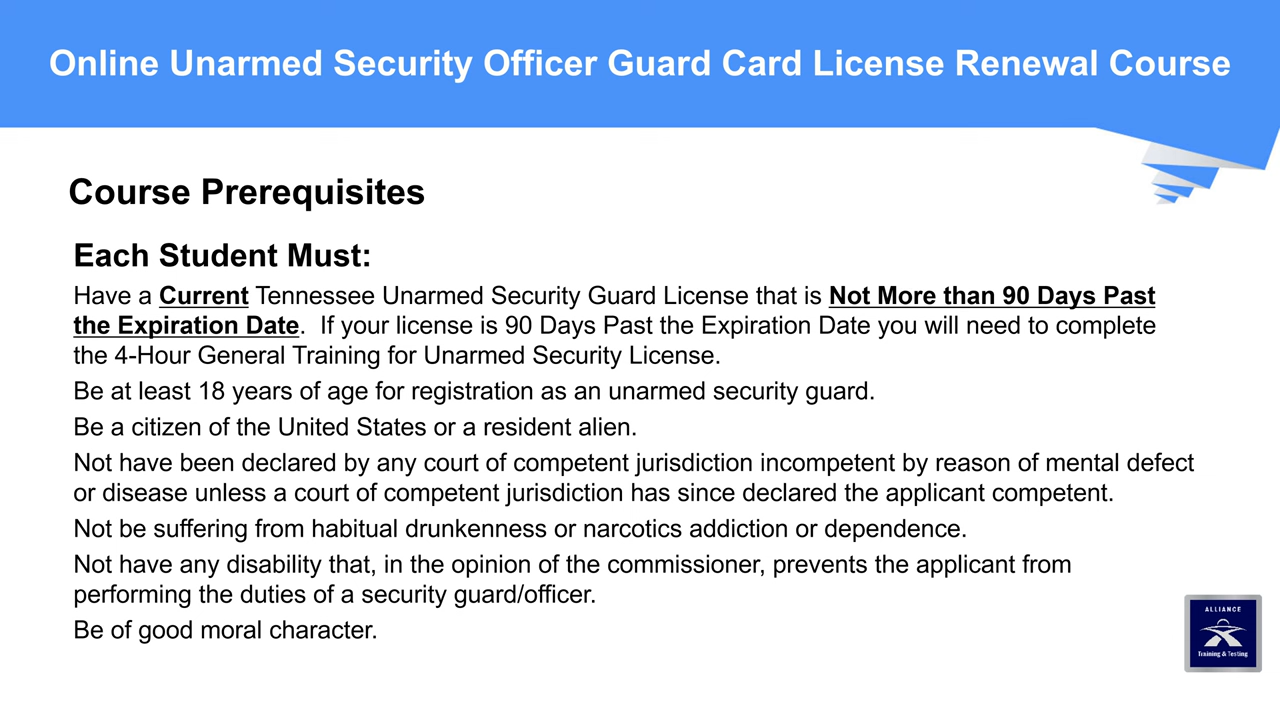 Online Unarmed Security Officer Guard Card License Renewal Course
Course Prerequisites
Each Student Must:
Have a Current Tennessee Unarmed Security Guard License that is Not More than 90 Days Past
the Expiration Date.  If your license is 90 Days Past the Expiration Date you will need to complete
the 4-Hour General Training for Unarmed Security License.
Be at least 18 years of age for registration as an unarmed security guard.
Be a citizen of the United States or a resident alien.
Not have been declared by any court of competent jurisdiction incompetent by reason of mental defect
or disease unless a court of competent jurisdiction has since declared the applicant competent.
Not be suffering from habitual drunkenness or narcotics addiction or dependence.
Not have any disability that, in the opinion of the commissioner, prevents the applicant from
performing the duties of a security guard/officer.
Be of good moral character.
ALLIANCE
Training & Testing